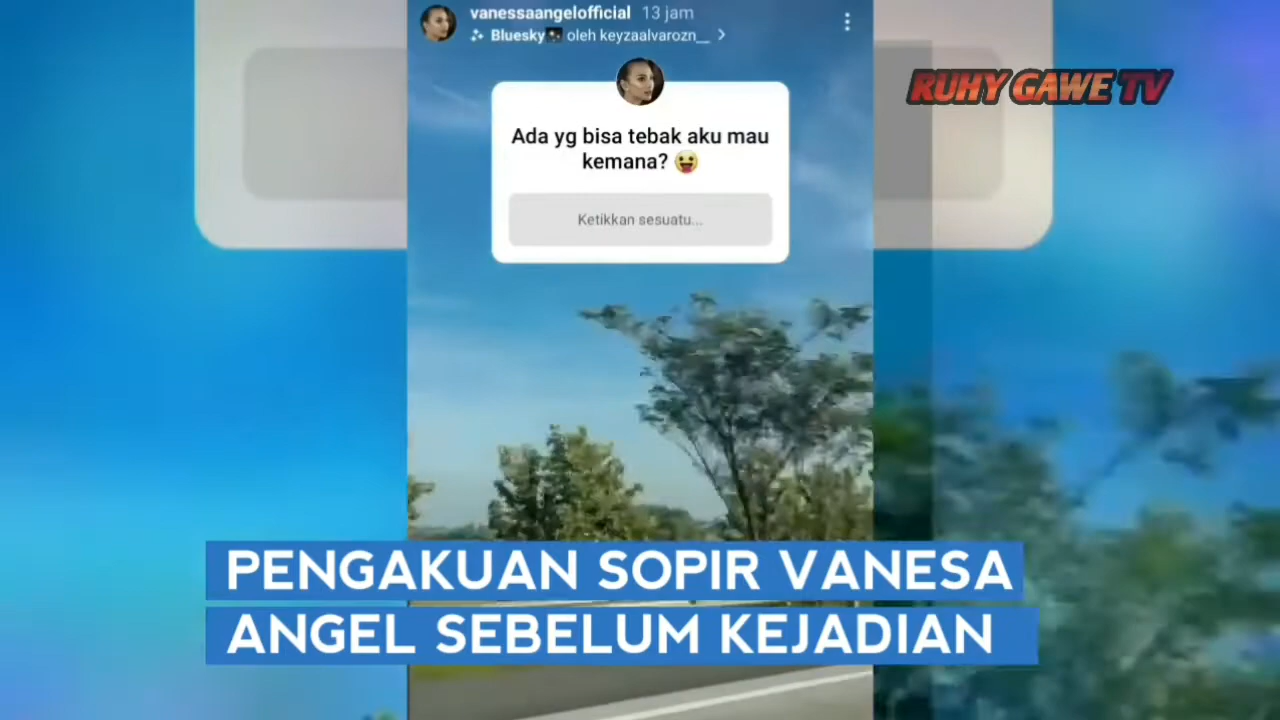 vanessaangelofficial 13 jam
Bluesky oleh keyzaalvarozn__ >
RUHY GAWE TV
Ada yg bisa tebak aku mau
kemana? 😝
Ketikkan sesuatu...
PENGAKUAN SOPIR VANESA
ANGEL SEBELUM KEJADIAN